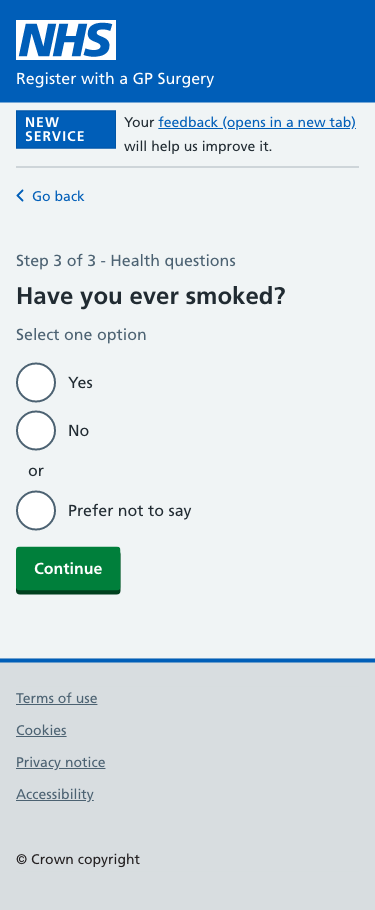 NHS
Register with a GP Surgery
NEW
SERVICE
Your feedback (opens in a new tab)
will help us improve it.
Go back
Step 3 of 3 - Health questions
Have you ever smoked?
Select one option
Yes
No
or
Prefer not to say
Continue
Terms of use
Cookies
Privacy notice
Accessibility
© Crown copyright